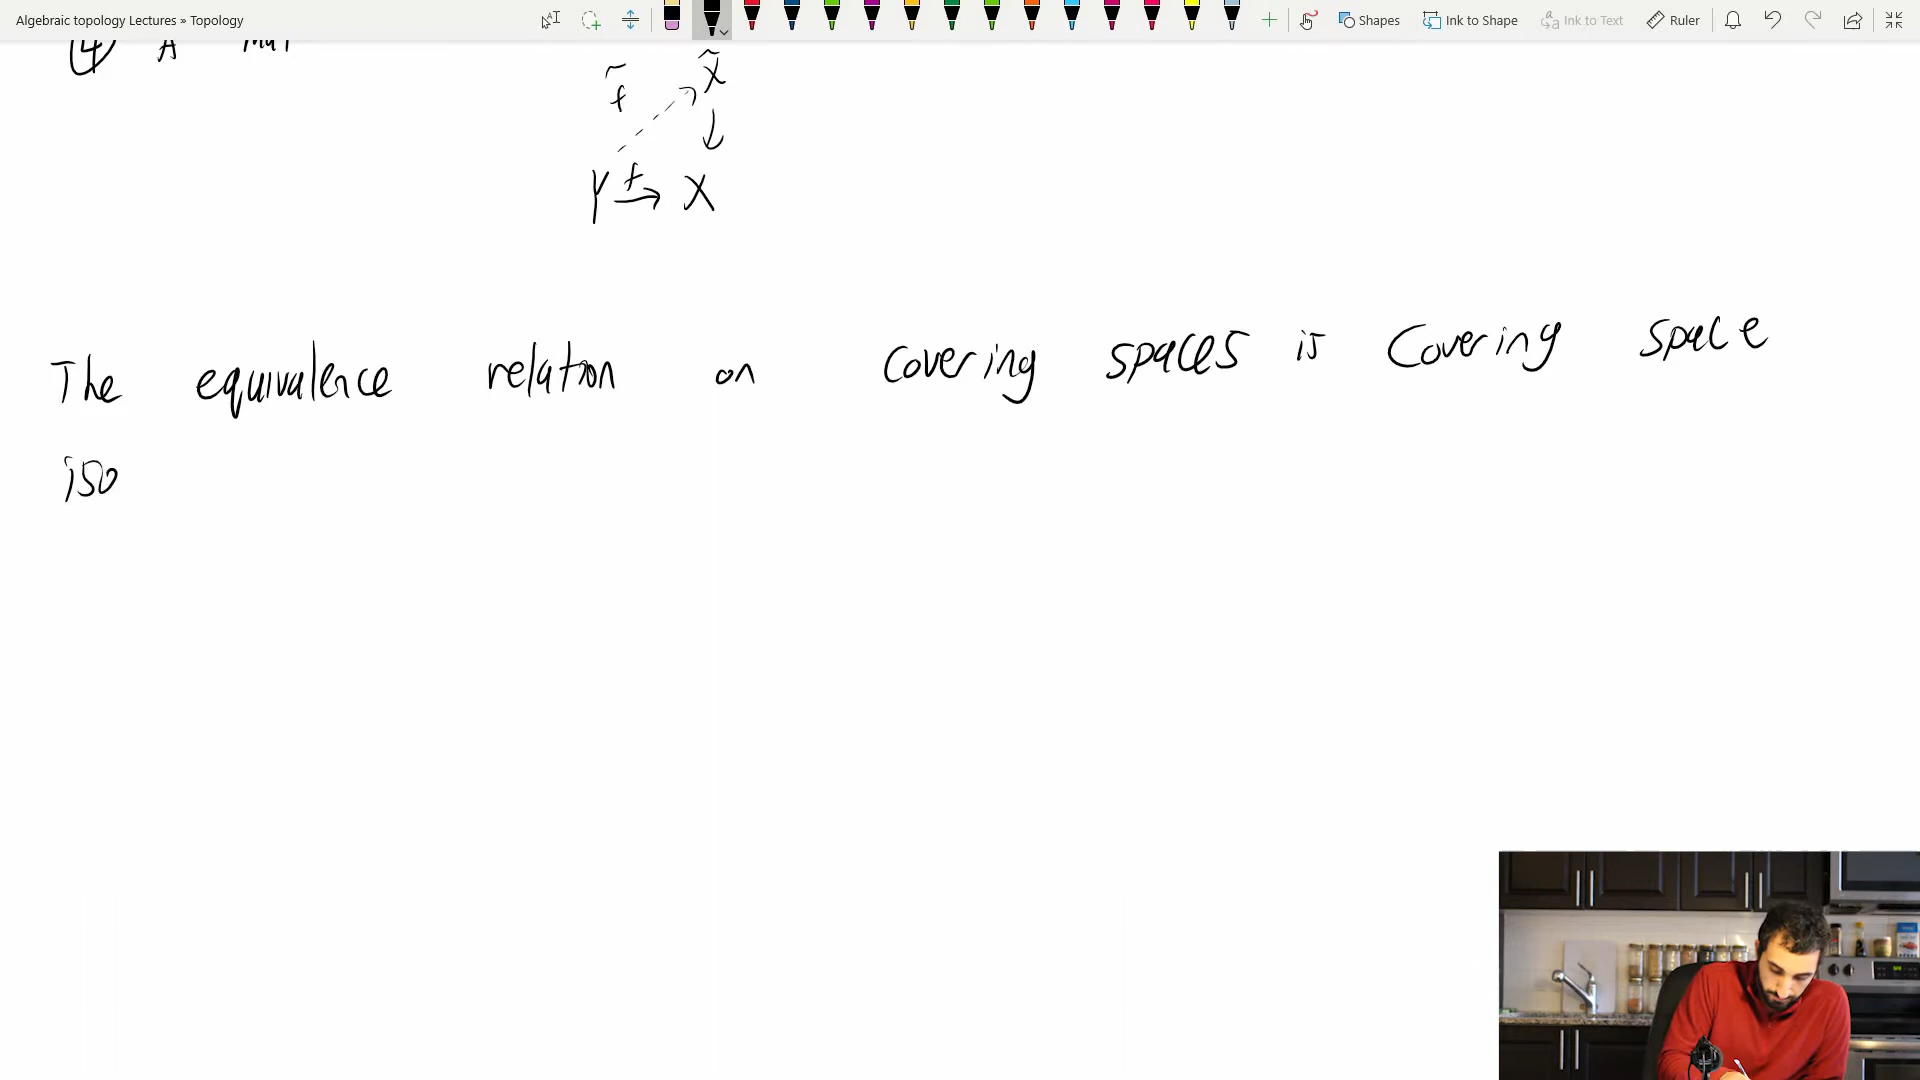 Algebraic topology Lectures » Topology
Shapes
Ink to Shape
Ink to Text
Ruler
④ A
f̃ X̃
Y f→ X
The equivalence relation on covering spaces is Covering space
iso